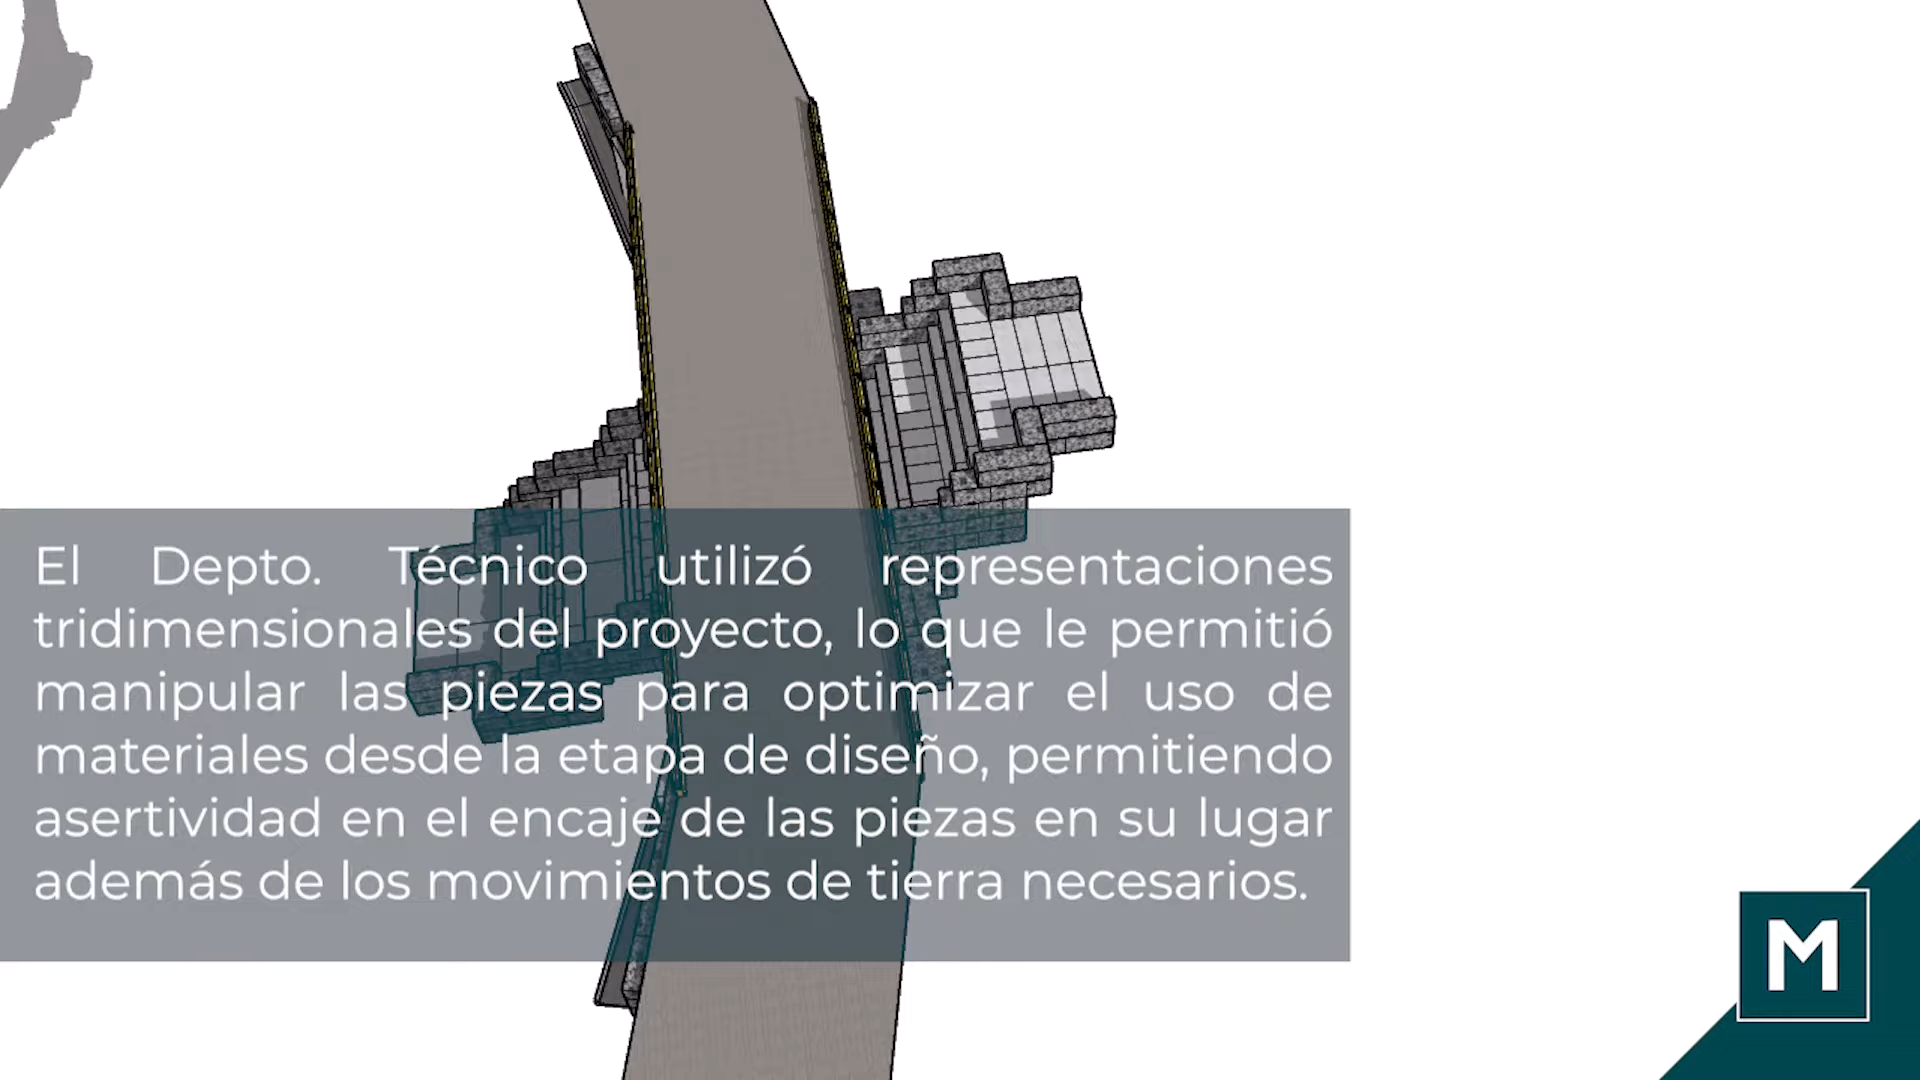 El Depto. Técnico utilizó representaciones
tridimensionales del proyecto, lo que le permitió
manipular las piezas para optimizar el uso de
materiales desde la etapa de diseño, permitiendo
asertividad en el encaje de las piezas en su lugar
además de los movimientos de tierra necesarios.
M